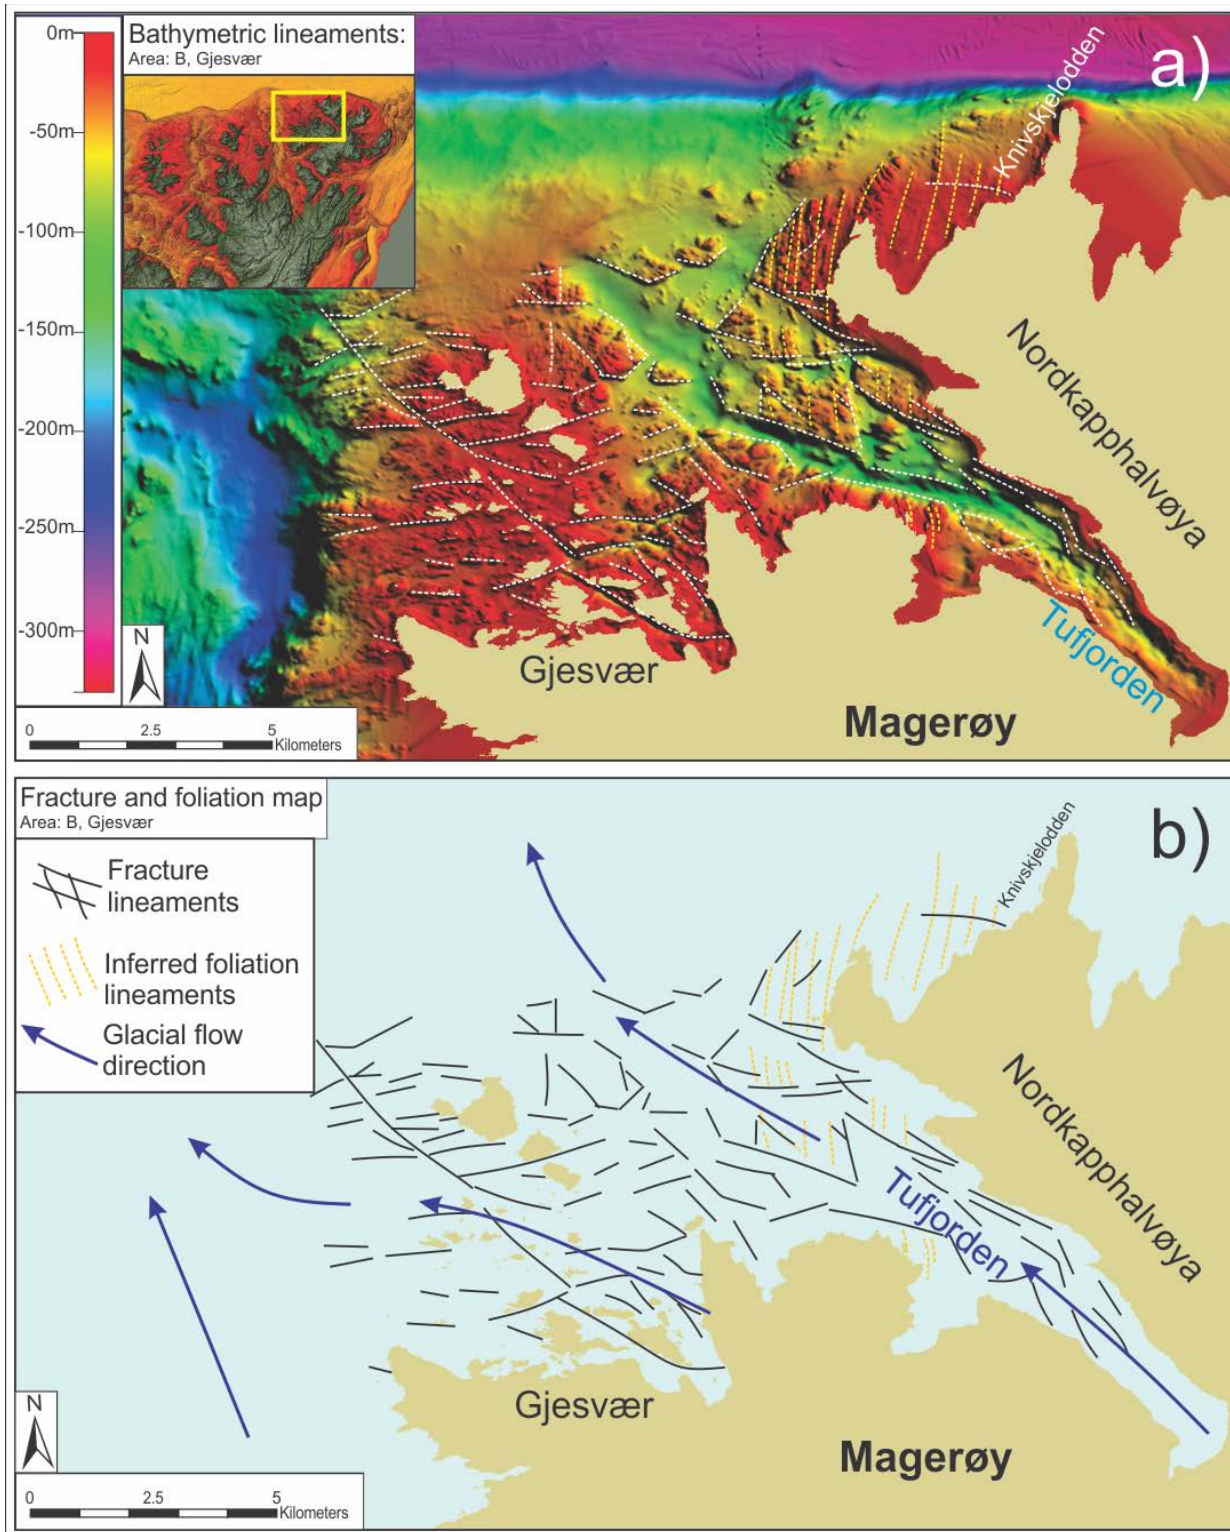 0m
-50m
-100m
-150m
-200m
-250m
-300m
Bathymetric lineaments:
Area: B, Gjesvær
a)
Knivskjelodden
Nordkapphalvøya
Tufjorden
Gjesvær
Magerøy
N
0 2.5 5
Kilometers
Fracture and foliation map
Area: B, Gjesvær
Fracture
lineaments
Inferred foliation
lineaments
Glacial flow
direction
b)
Knivskjelodden
Nordkapphalvøya
Tufjorden
Gjesvær
Magerøy
N
0 2.5 5
Kilometers